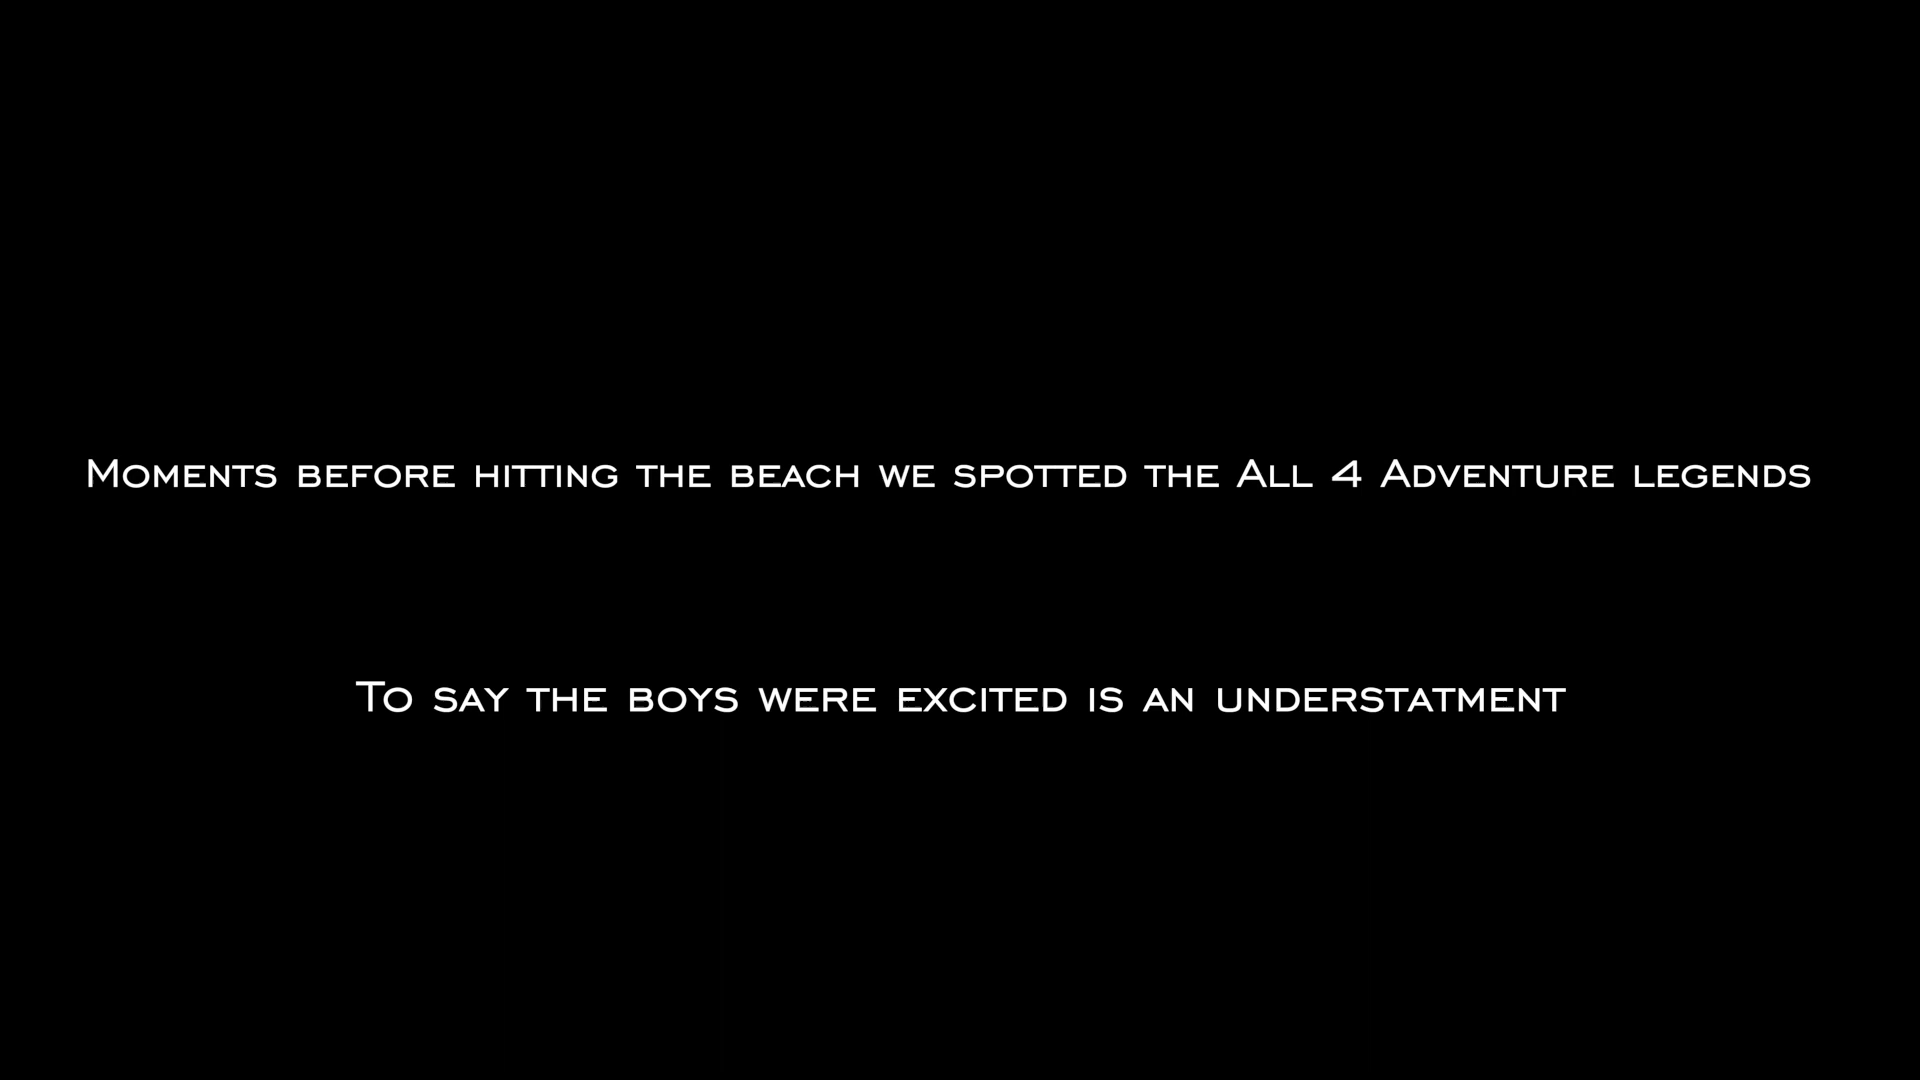 Moments before hitting the beach we spotted the All 4 Adventure legends
To say the boys were excited is an understatment